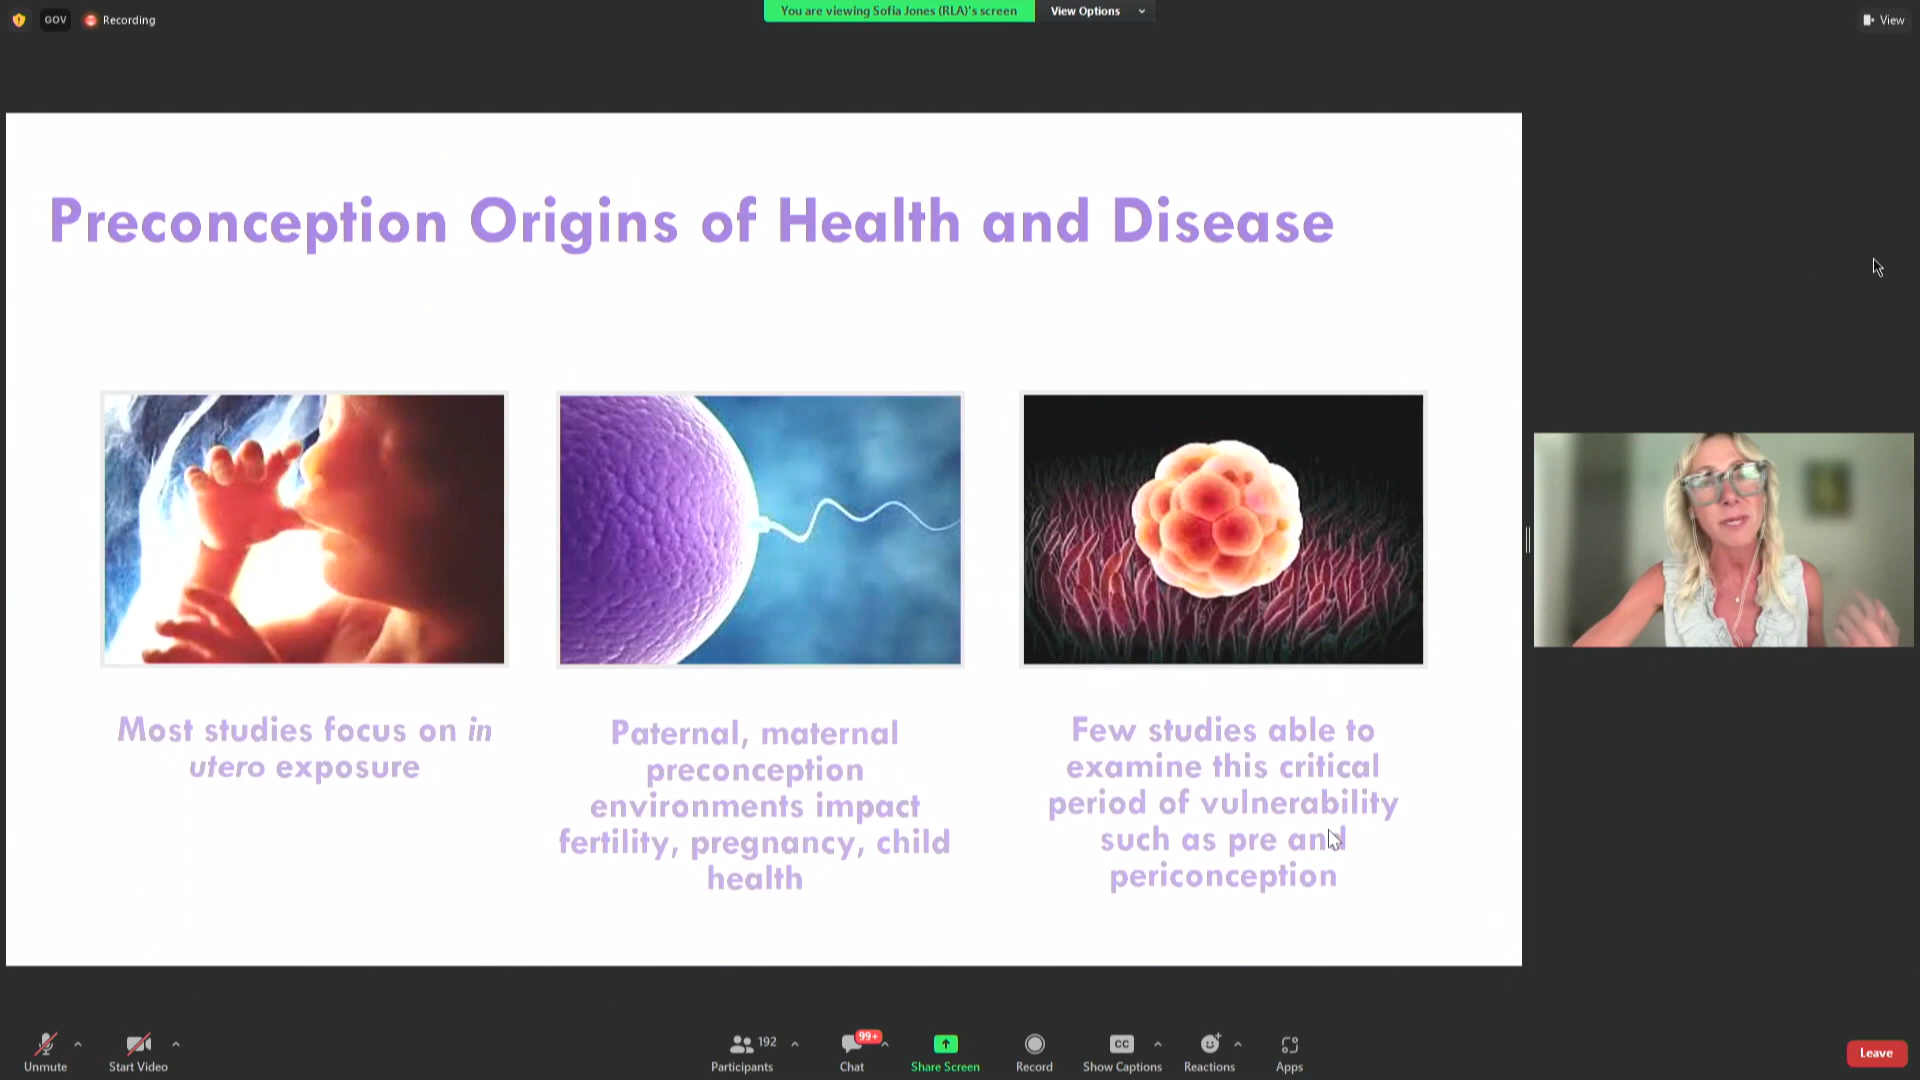 GOV
Recording
You are viewing Sofia Jones (RLA)'s screen
View Options
View
Preconception Origins of Health and Disease
Most studies focus on in
utero exposure
Paternal, maternal
preconception
environments impact
fertility, pregnancy, child
health
Few studies able to
examine this critical
period of vulnerability
such as pre and
periconception
Unmute
Start Video
192
Participants
99+
Chat
Share Screen
Record
CC
Show Captions
Reactions
Apps
Leave